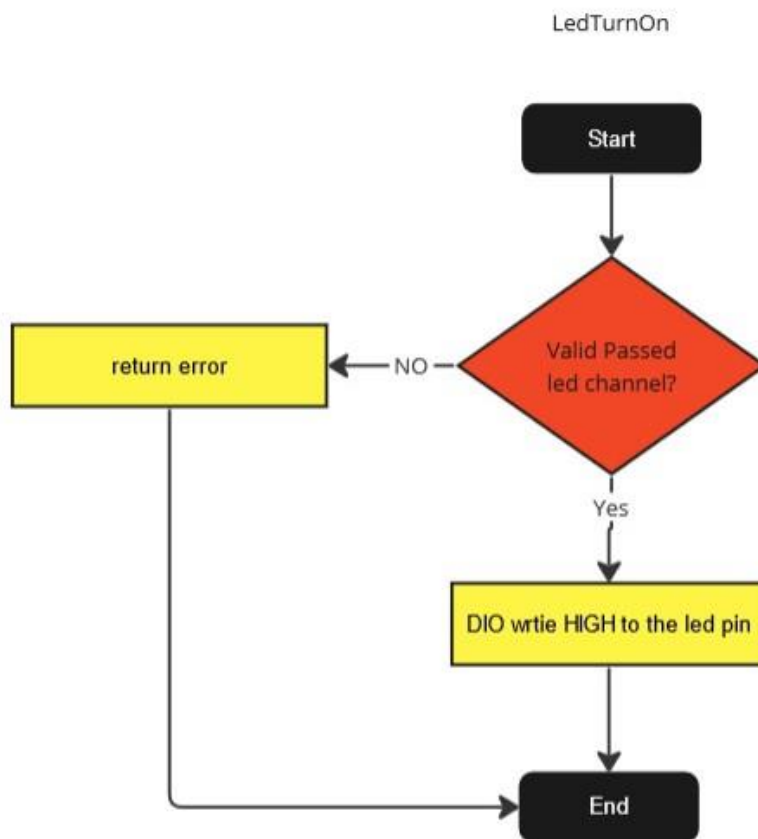 LedTurnOn
Start
Valid Passed
led channel?
NO
return error
Yes
DIO wrtie HIGH to the led pin
End